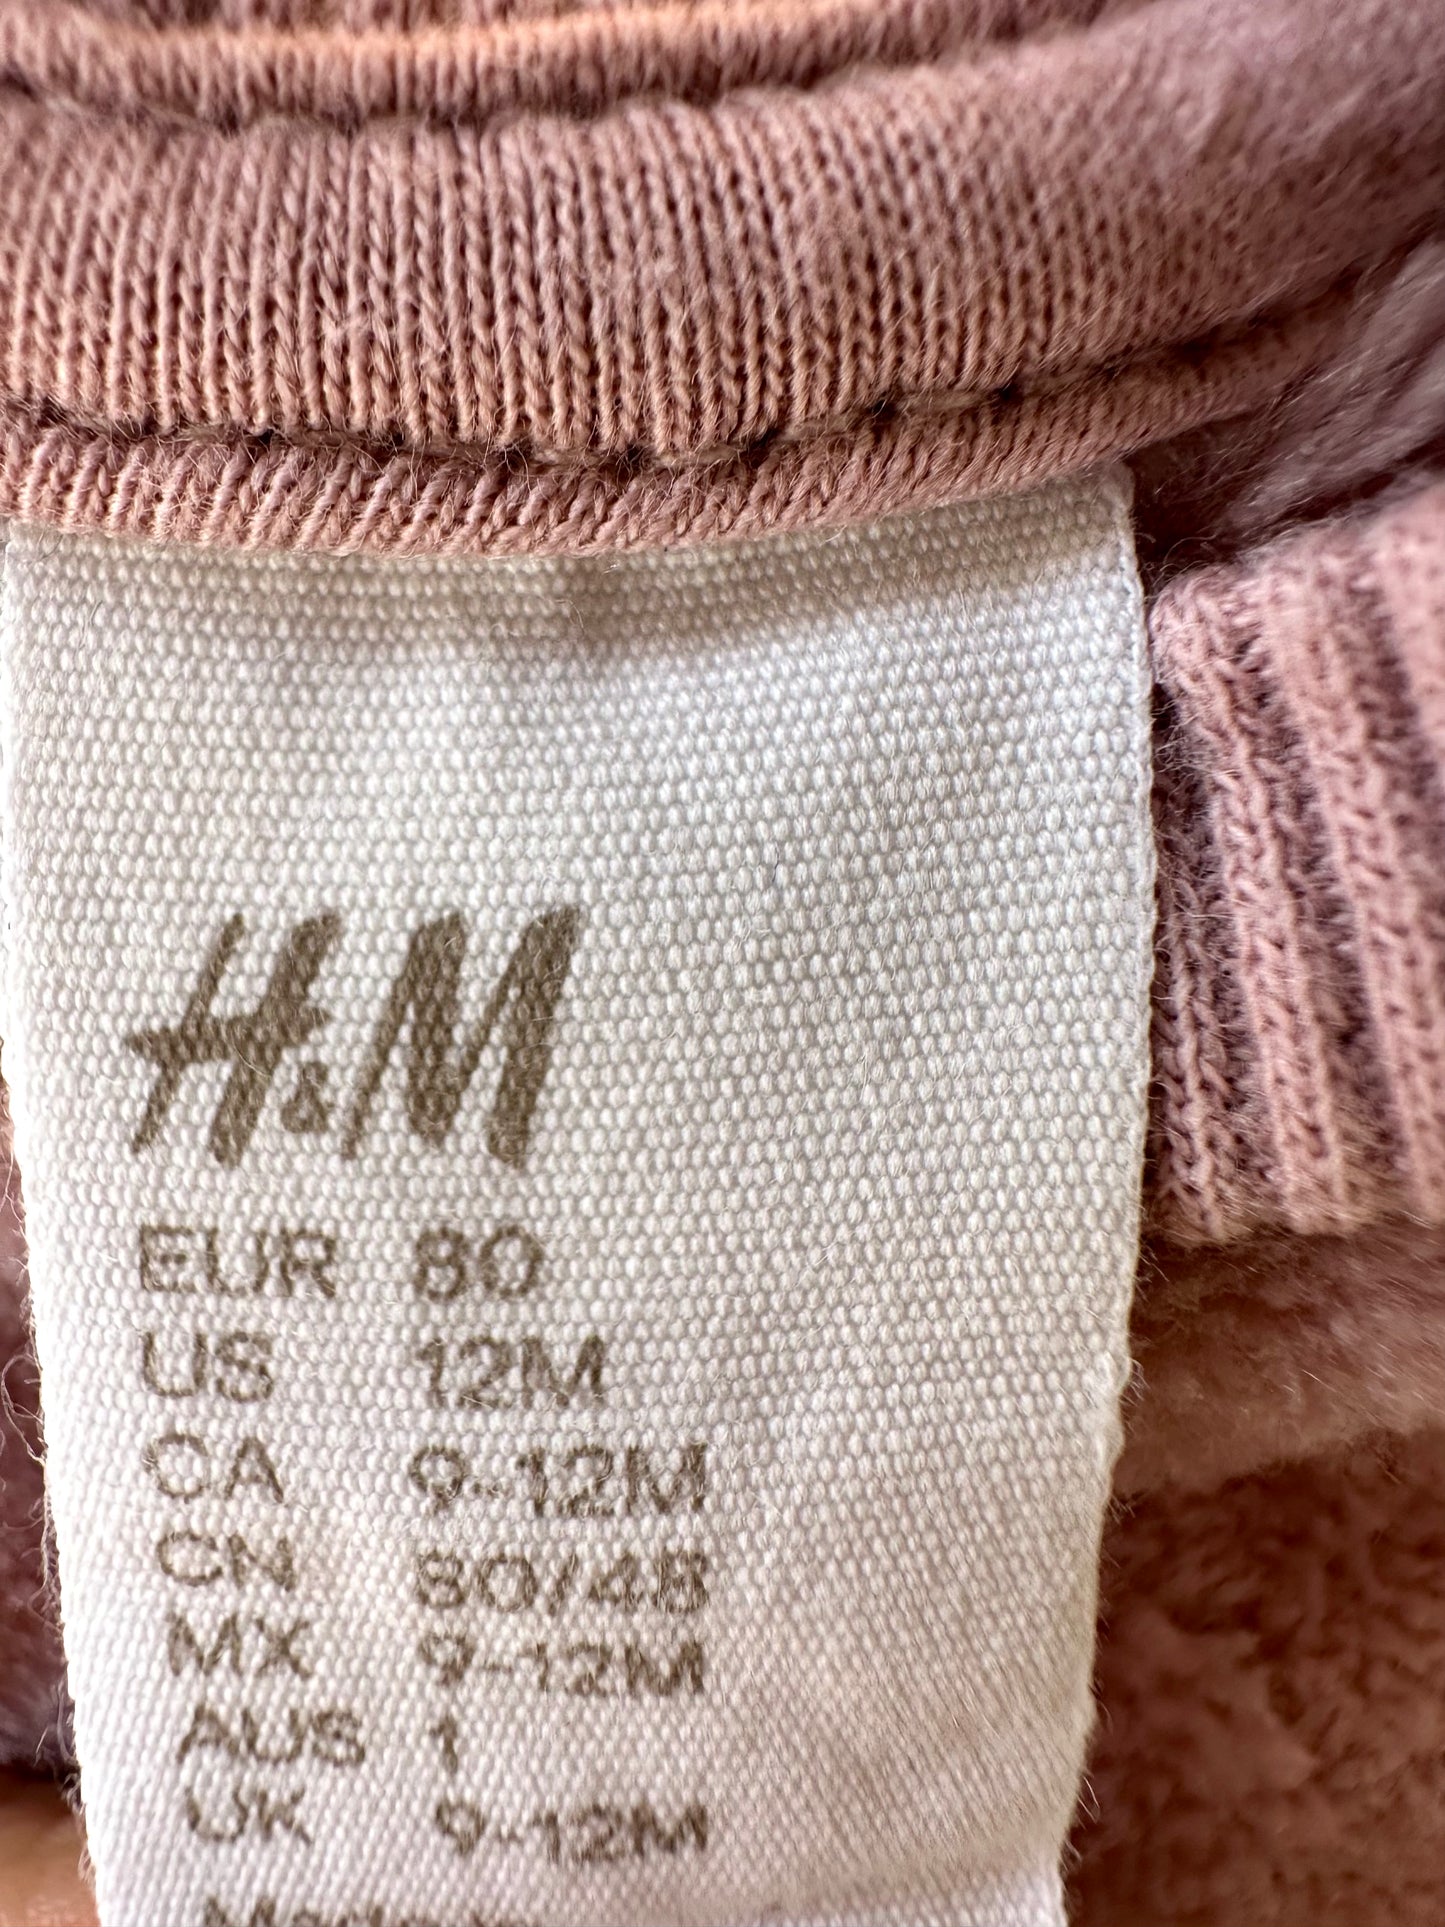 H&M
EUR 80
US 12M
CA 9-12M
CN 80/48
MX 9-12M
AUS 1
UK 9-12M